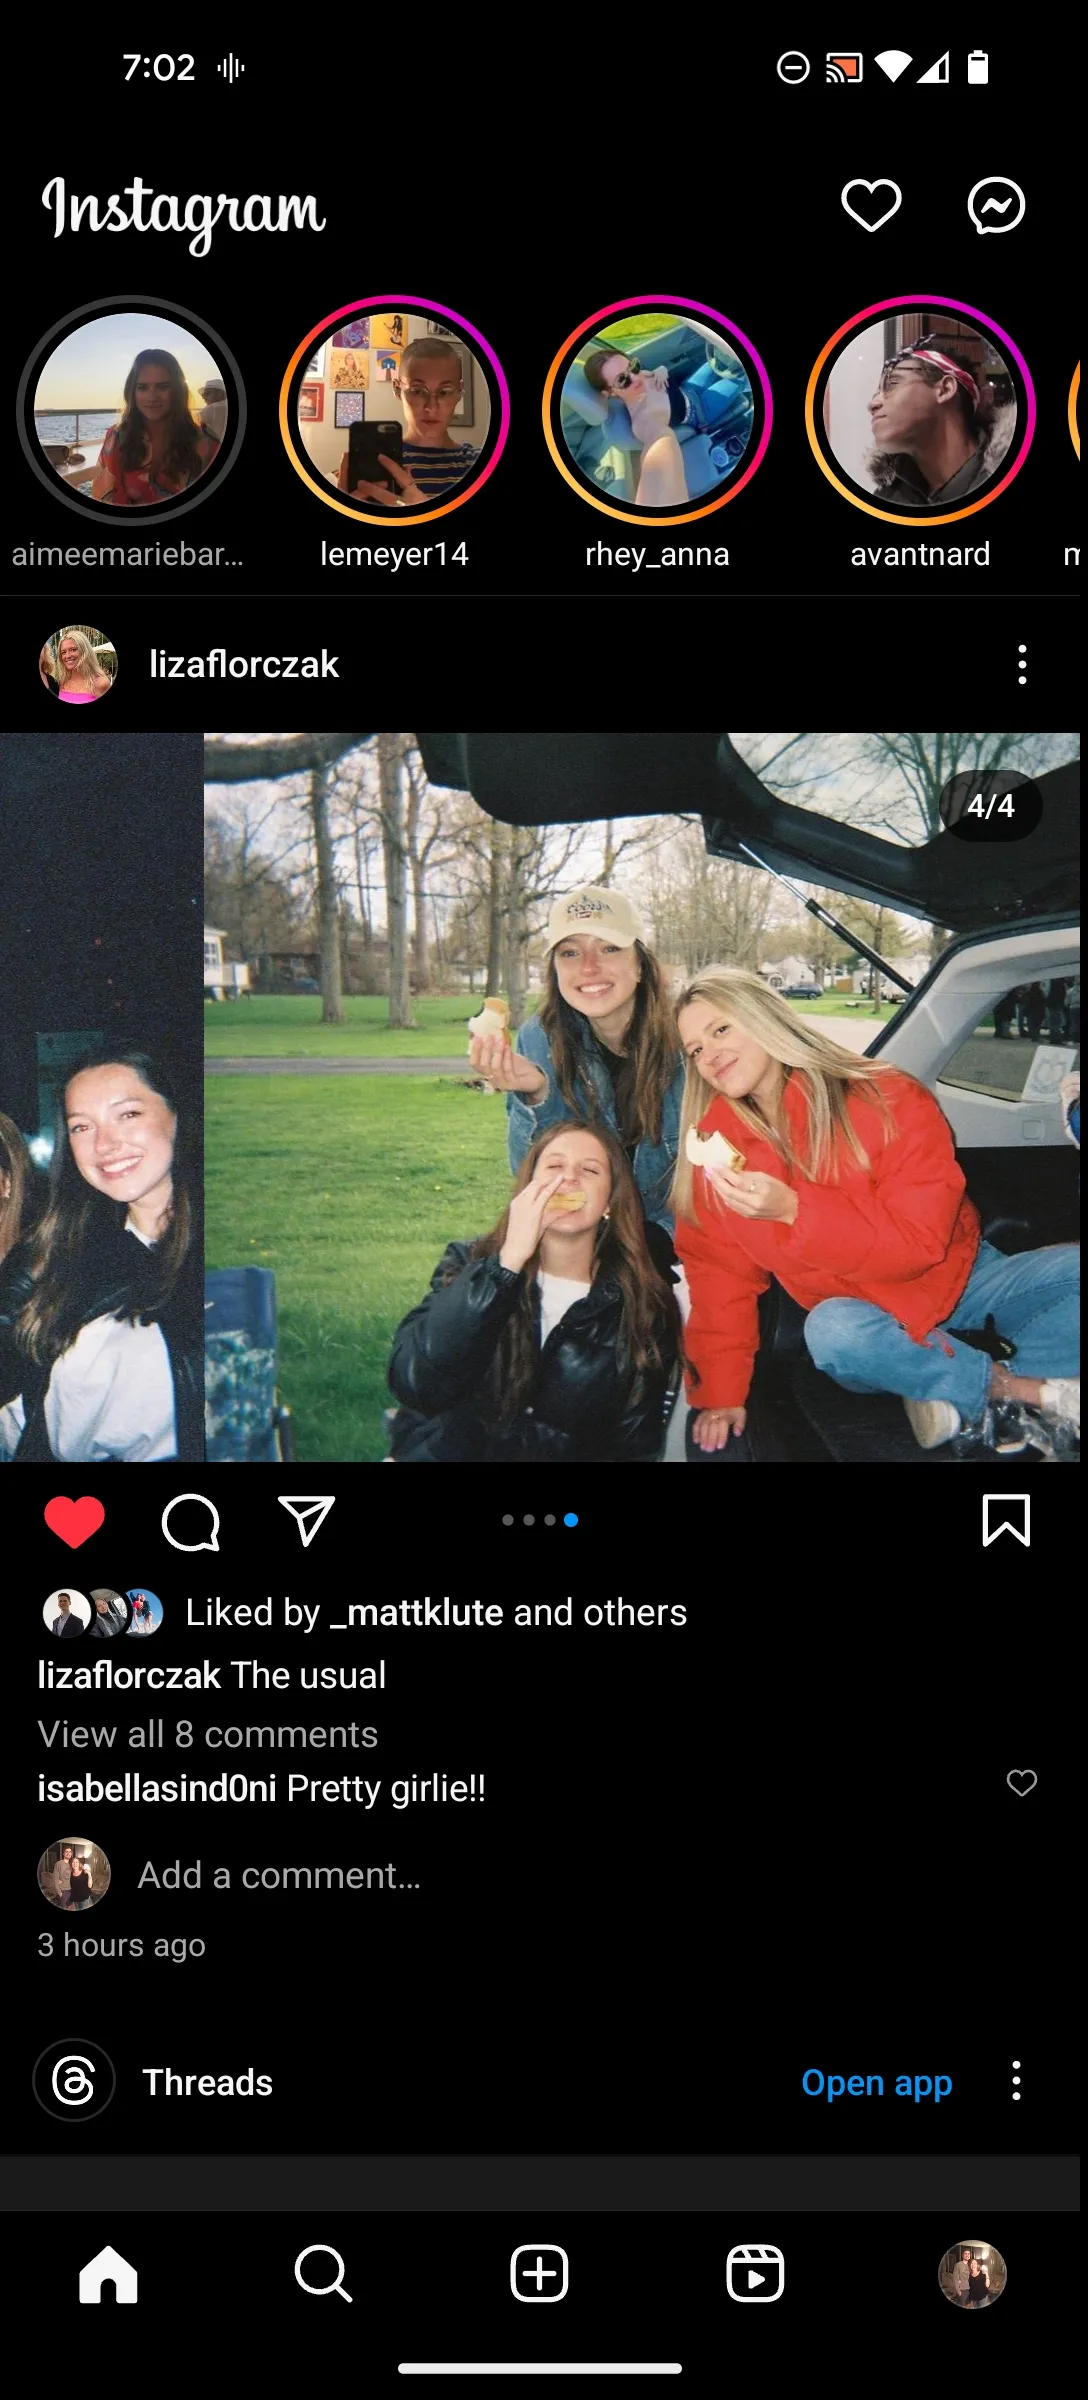 7:02
Instagram
aimeemariebar...
lemeyer14
rhey_anna
avantnard
lizaflorczak
4/4
Coors
Liked by _mattklute and others
lizaflorczak The usual
View all 8 comments
isabellasind0ni Pretty girlie!!
Add a comment...
3 hours ago
Threads
Open app